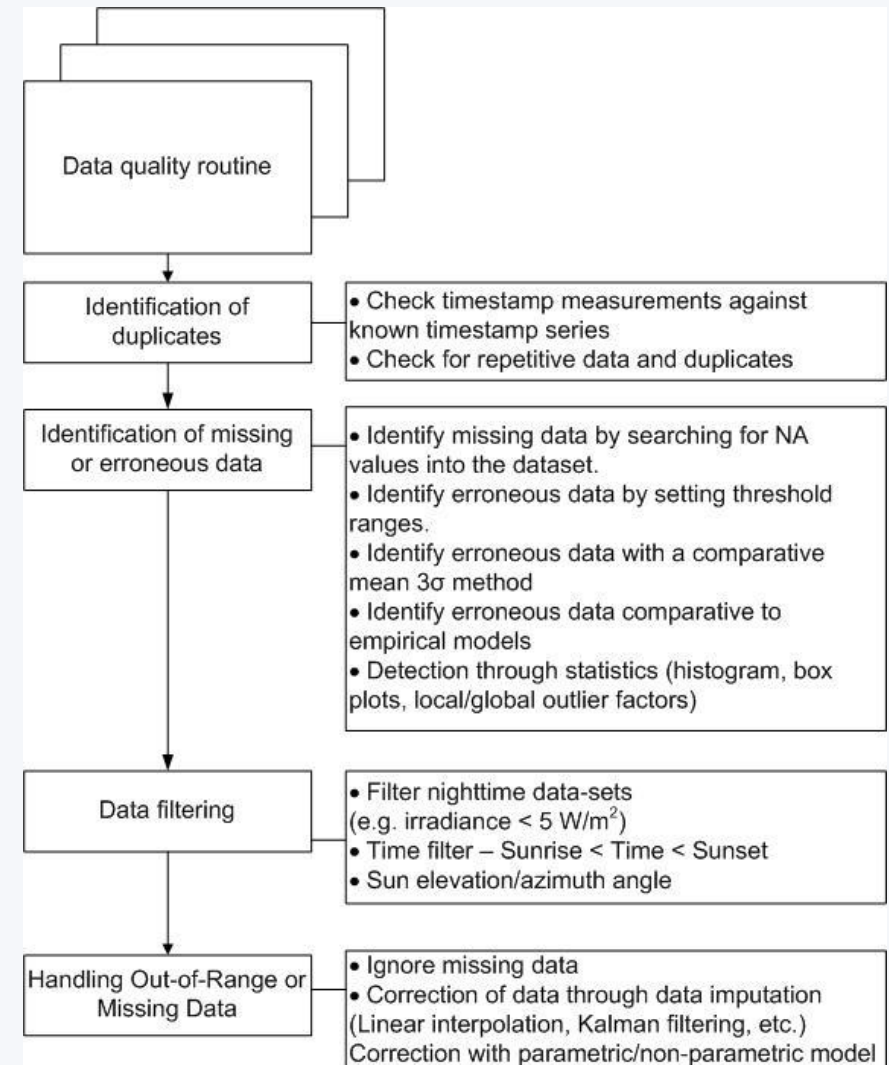 Data quality routine
Identification of
duplicates
• Check timestamp measurements against
known timestamp series
• Check for repetitive data and duplicates
Identification of missing
or erroneous data
• Identify missing data by searching for NA
values into the dataset.
• Identify erroneous data by setting threshold
ranges.
• Identify erroneous data with a comparative
mean 3σ method
• Identify erroneous data comparative to
empirical models
• Detection through statistics (histogram, box
plots, local/global outlier factors)
Data filtering
• Filter nighttime data-sets
(e.g. irradiance < 5 W/m²)
• Time filter – Sunrise < Time < Sunset
• Sun elevation/azimuth angle
Handling Out-of-Range or
Missing Data
• Ignore missing data
• Correction of data through data imputation
(Linear interpolation, Kalman filtering, etc.)
Correction with parametric/non-parametric model